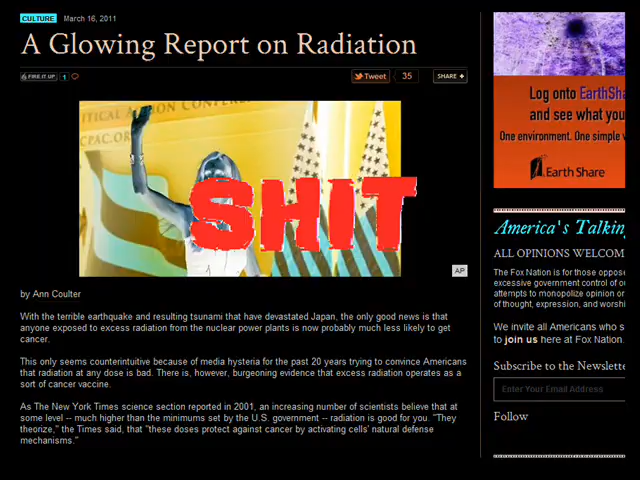 CULTURE March 16, 2011
A Glowing Report on Radiation
FIRE IT UP 1
Tweet 35 SHARE +
ITICAL ACTION CONFERE
CPAC.OR
SHIT
AP
by Ann Coulter
With the terrible earthquake and resulting tsunami that have devastated Japan, the only good news is that
anyone exposed to excess radiation from the nuclear power plants is now probably much less likely to get
cancer.
This only seems counterintuitive because of media hysteria for the past 20 years trying to convince Americans
that radiation at any dose is bad. There is, however, burgeoning evidence that excess radiation operates as a
sort of cancer vaccine.
As The New York Times science section reported in 2001, an increasing number of scientists believe that at
some level -- much higher than the minimums set by the U.S. government -- radiation is good for you. "They
theorize," the Times said, that "these doses protect against cancer by activating cells' natural defense
mechanisms."
Log onto EarthSha
and see what you
One environment. One simple w
Earth Share
America's Talkin
ALL OPINIONS WELCOM
The Fox Nation is for those oppose
excessive government control of ou
attempts to monopolize opinion or
of thought, expression, and worshi
We invite all Americans who s
to join us here at Fox Nation.
Subscribe to the Newslette
Enter Your Email Address
Follow